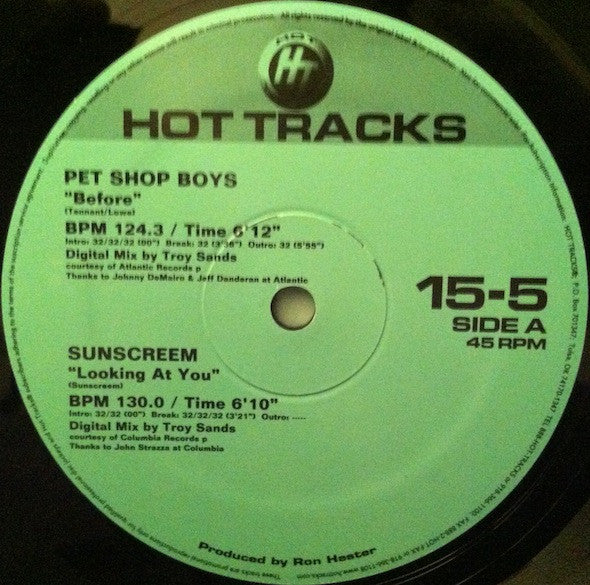 HOT
HT
HOT TRACKS
PET SHOP BOYS
"Before"
(Tennant/Lowe)
BPM 124.3 / Time 6'12"
Intro: 32/32/32 (00") Break: 32 (3'36") Outro: 32 (5'55")
Digital Mix by Troy Sands
courtesy of Atlantic Records p
Thanks to Johnny DeMairo & Jeff Dandaran at Atlantic
15-5
SIDE A
45 RPM
SUNSCREEM
"Looking At You"
(Sunscreem)
BPM 130.0 / Time 6'10"
Intro: 32/32 (00") Break: 32/32/32 (3'21") Outro: -----
Digital Mix by Troy Sands
courtesy of Columbia Records p
Thanks to John Strazza at Columbia
Produced by Ron Hester